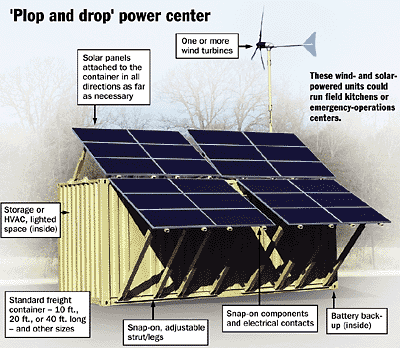 'Plop and drop' power center
Solar panels
attached to the
container in all
directions as far
as necessary
One or more
wind turbines
These wind- and solar-
powered units could
run field kitchens or
emergency-operations
centers.
Storage or
HVAC, lighted
space (inside)
Standard freight
container – 10 ft.,
20 ft., or 40 ft. long
– and other sizes
Snap-on, adjustable
strut/legs
Snap-on components
and electrical contacts
Battery back-
up (inside)